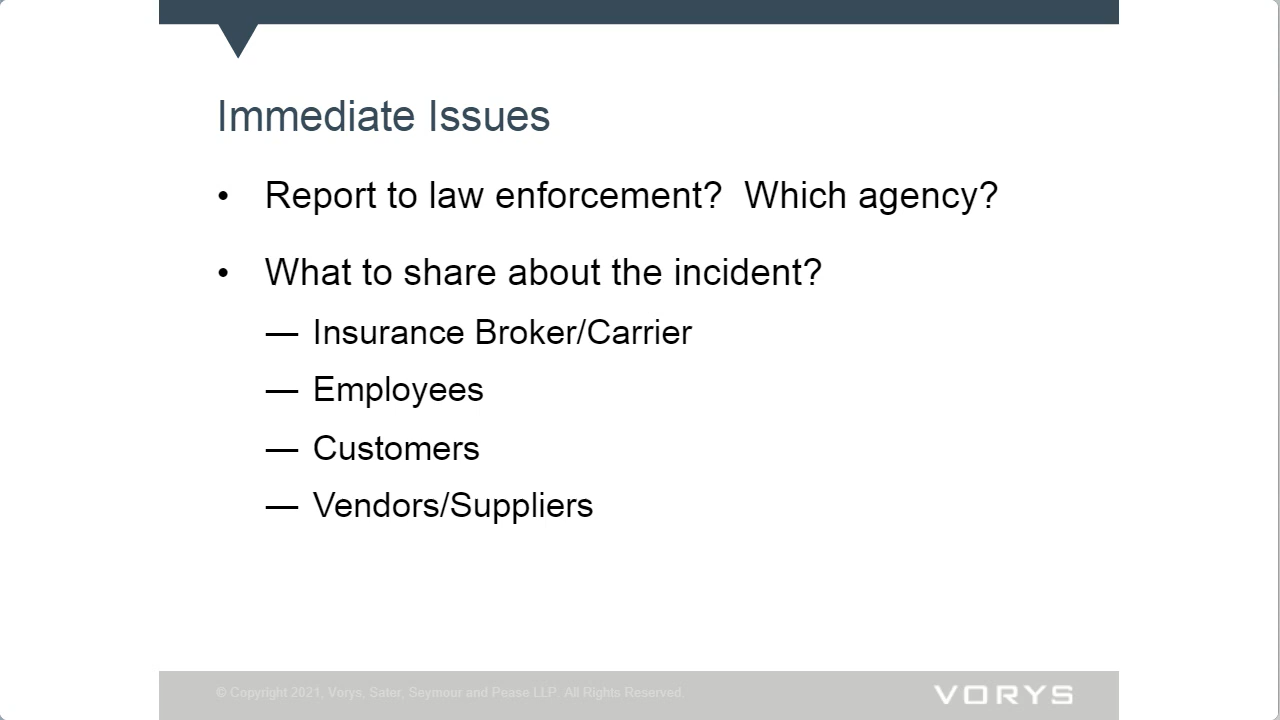 Immediate Issues
• Report to law enforcement?  Which agency?
• What to share about the incident?
— Insurance Broker/Carrier
— Employees
— Customers
— Vendors/Suppliers
© Copyright 2021, Vorys, Sater, Seymour and Pease LLP. All Rights Reserved.
VORYS